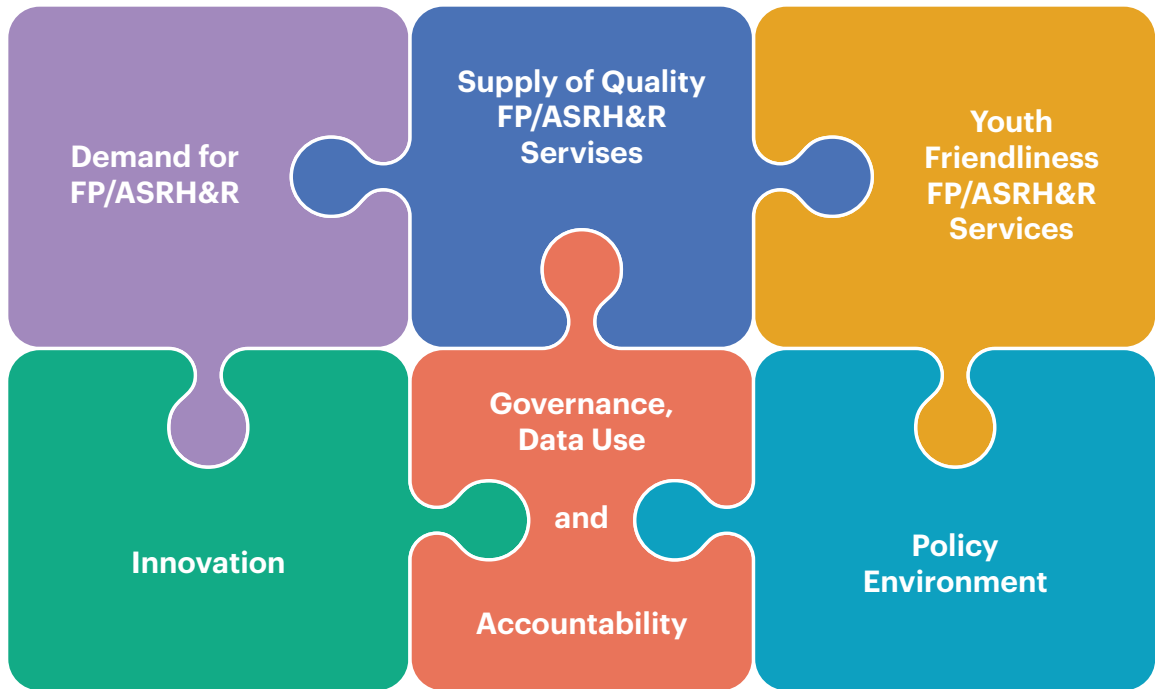 Demand for
FP/ASRH&R
Supply of Quality
FP/ASRH&R
Servises
Youth
Friendliness
FP/ASRH&R
Services
Innovation
Governance,
Data Use
and
Accountability
Policy
Environment